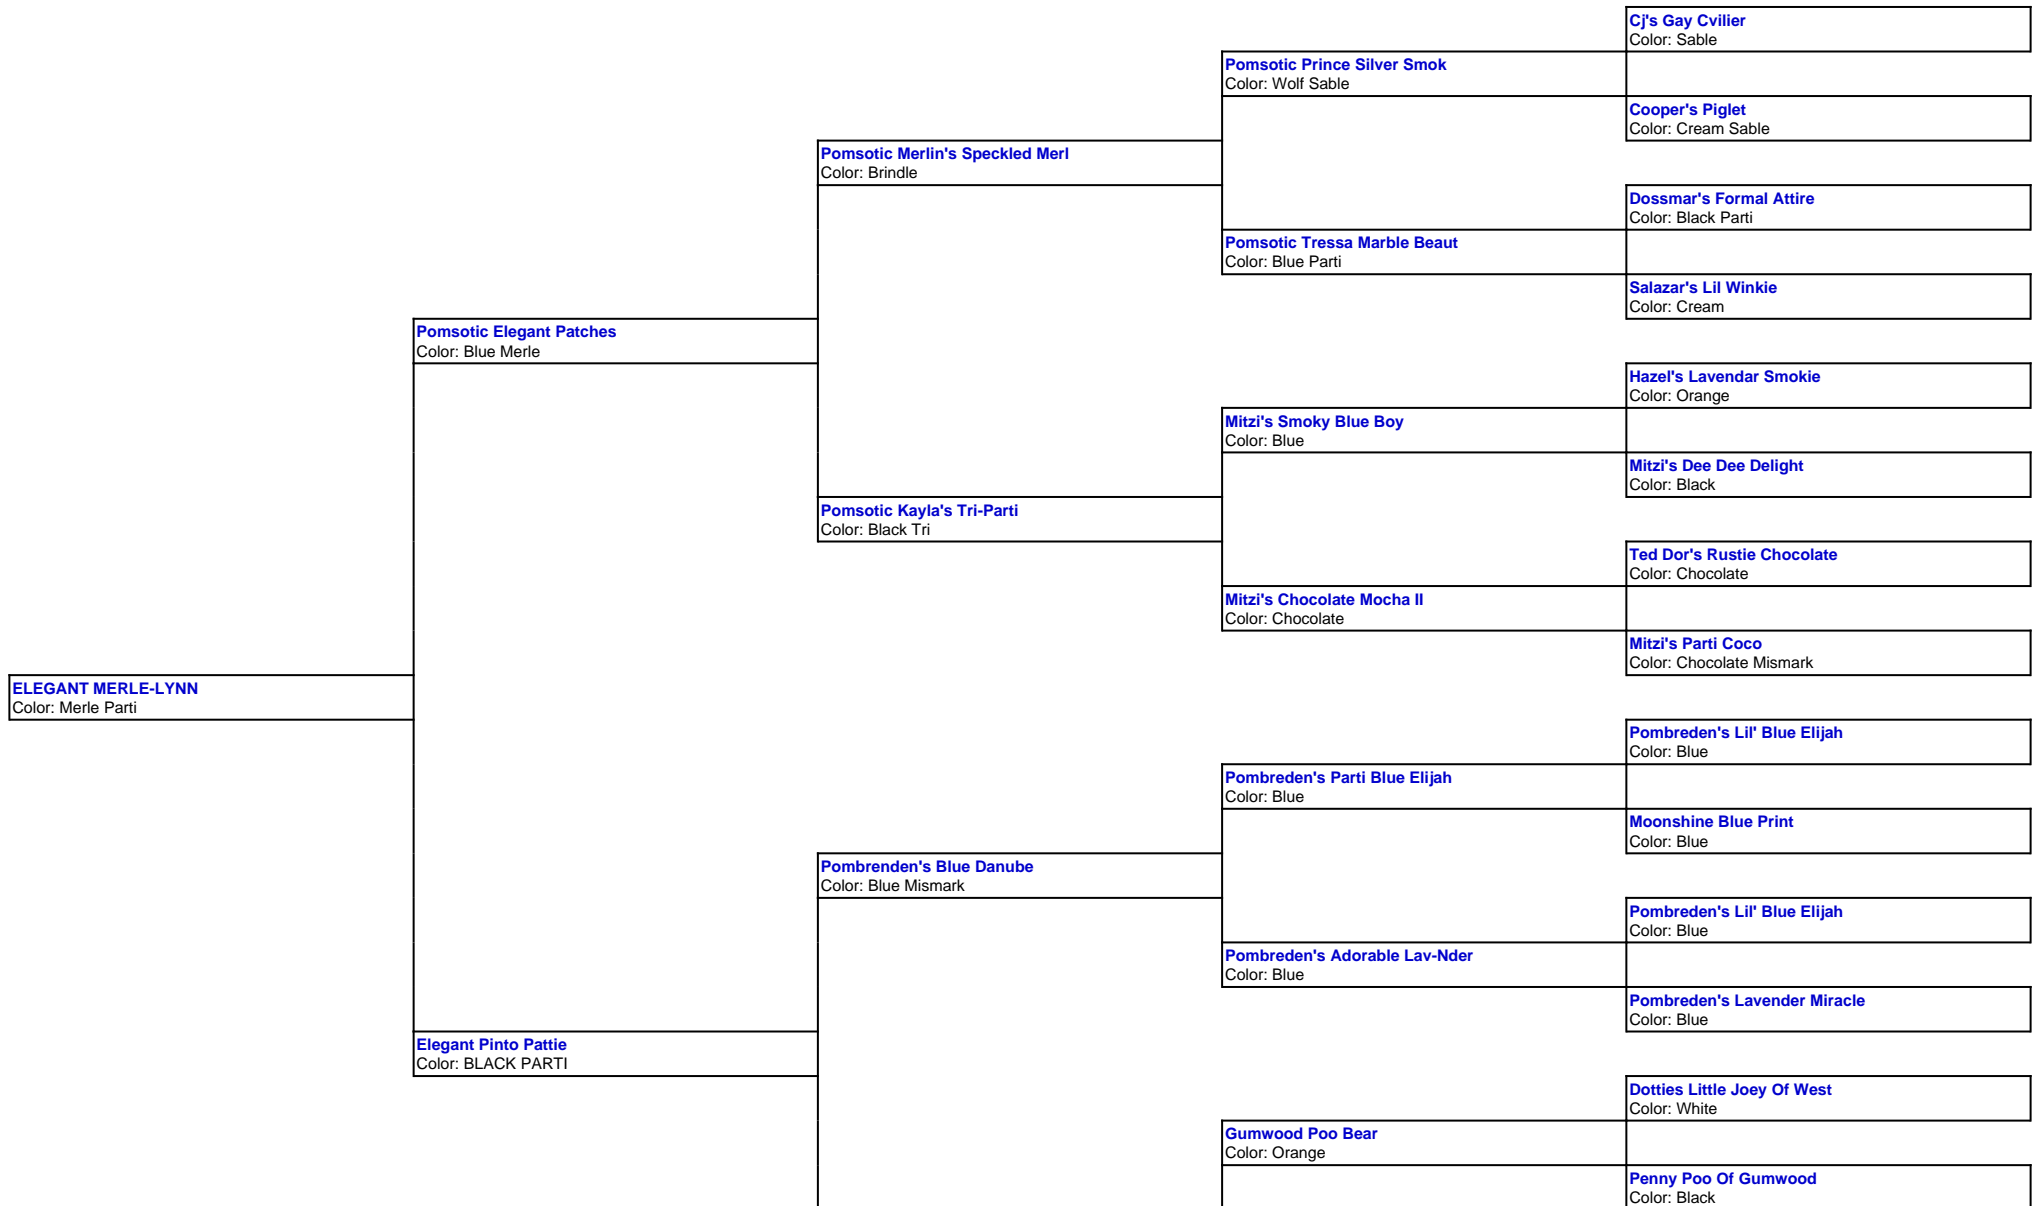 Cj's Gay Cvilier
Color: Sable
Pomsotic Prince Silver Smok
Color: Wolf Sable
Cooper's Piglet
Color: Cream Sable
Pomsotic Merlin's Speckled Merl
Color: Brindle
Dossmar's Formal Attire
Color: Black Parti
Pomsotic Tressa Marble Beaut
Color: Blue Parti
Salazar's Lil Winkie
Color: Cream
Pomsotic Elegant Patches
Color: Blue Merle
Hazel's Lavendar Smokie
Color: Orange
Mitzi's Smoky Blue Boy
Color: Blue
Mitzi's Dee Dee Delight
Color: Black
Pomsotic Kayla's Tri-Parti
Color: Black Tri
Ted Dor's Rustie Chocolate
Color: Chocolate
Mitzi's Chocolate Mocha II
Color: Chocolate
Mitzi's Parti Coco
Color: Chocolate Mismark
ELEGANT MERLE-LYNN
Color: Merle Parti
Pombreden's Lil' Blue Elijah
Color: Blue
Pombreden's Parti Blue Elijah
Color: Blue
Moonshine Blue Print
Color: Blue
Pombrenden's Blue Danube
Color: Blue Mismark
Pombreden's Lil' Blue Elijah
Color: Blue
Pombreden's Adorable Lav-Nder
Color: Blue
Pombreden's Lavender Miracle
Color: Blue
Elegant Pinto Pattie
Color: BLACK PARTI
Dotties Little Joey Of West
Color: White
Gumwood Poo Bear
Color: Orange
Penny Poo Of Gumwood
Color: Black